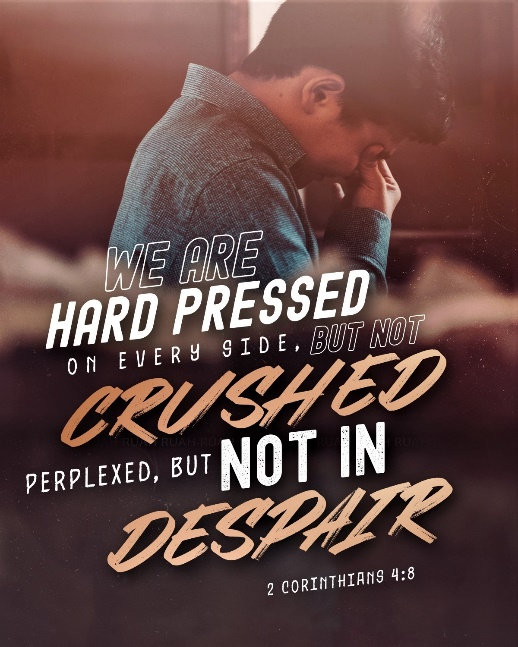 WE ARE
HARD PRESSED
ON EVERY SIDE, BUT NOT
CRUSHED
PERPLEXED, BUT NOT IN
DESPAIR
2 CORINTHIANS 4:8